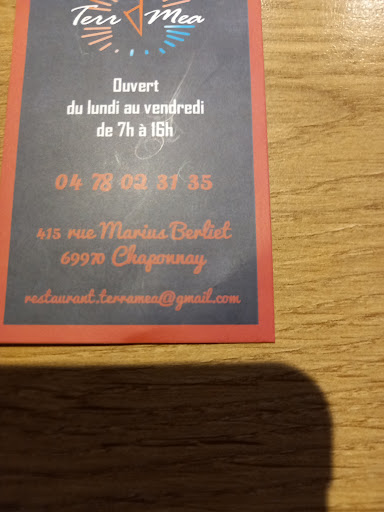 Terr A Mea
Ouvert
du lundi au vendredi
de 7h à 16h
04 78 02 31 35
415 rue Marius Berliet
69970 Chaponnay
restaurant.terramea@gmail.com